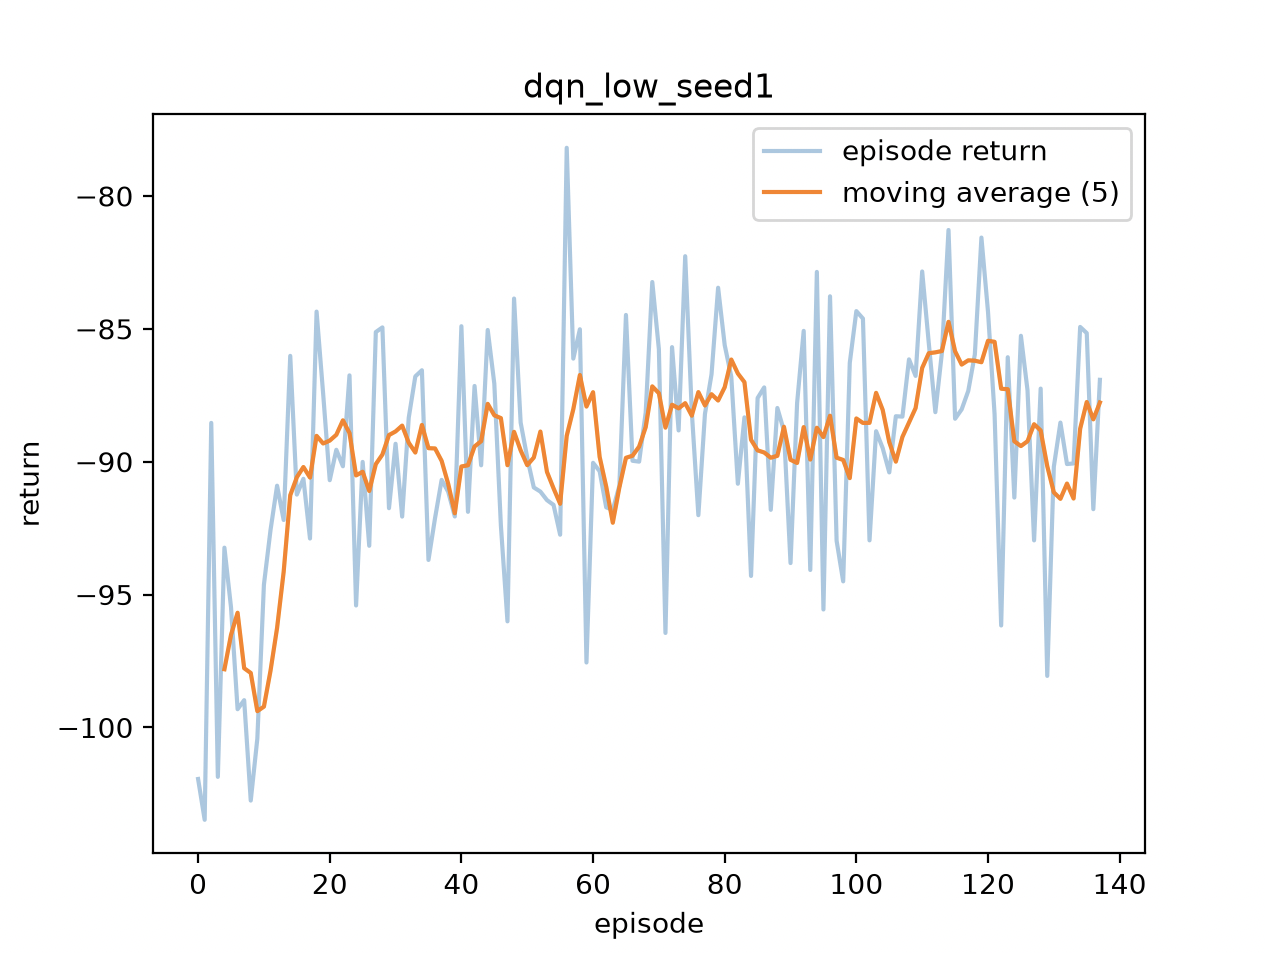 dqn_low_seed1
episode return
moving average (5)
−80
−85
−90
−95
−100
return
0 20 40 60 80 100 120 140
episode